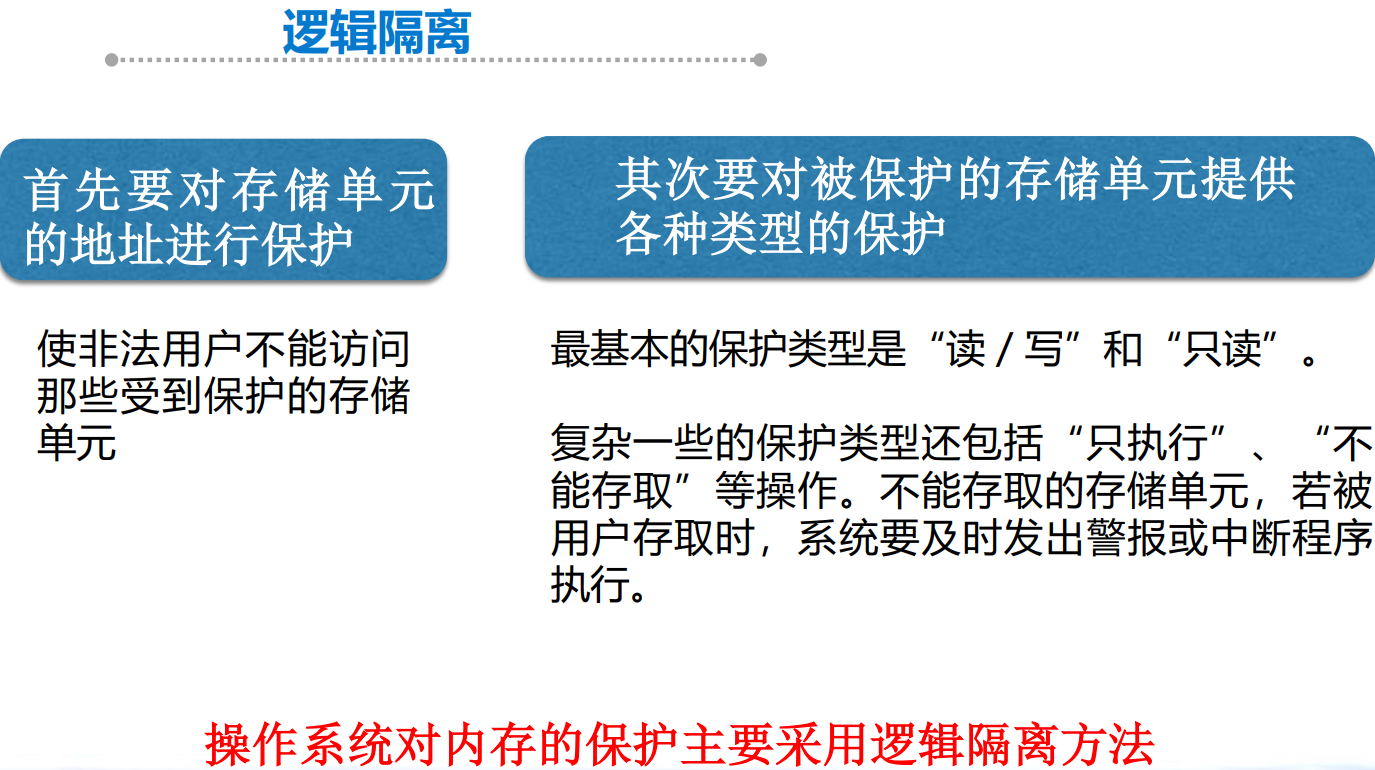 逻辑隔离
首先要对存储单元
的地址进行保护
使非法用户不能访问
那些受到保护的存储
单元
其次要对被保护的存储单元提供
各种类型的保护
最基本的保护类型是“读 / 写”和“只读”。
复杂一些的保护类型还包括“只执行”、“不
能存取”等操作。不能存取的存储单元，若被
用户存取时，系统要及时发出警报或中断程序
执行。
操作系统对内存的保护主要采用逻辑隔离方法